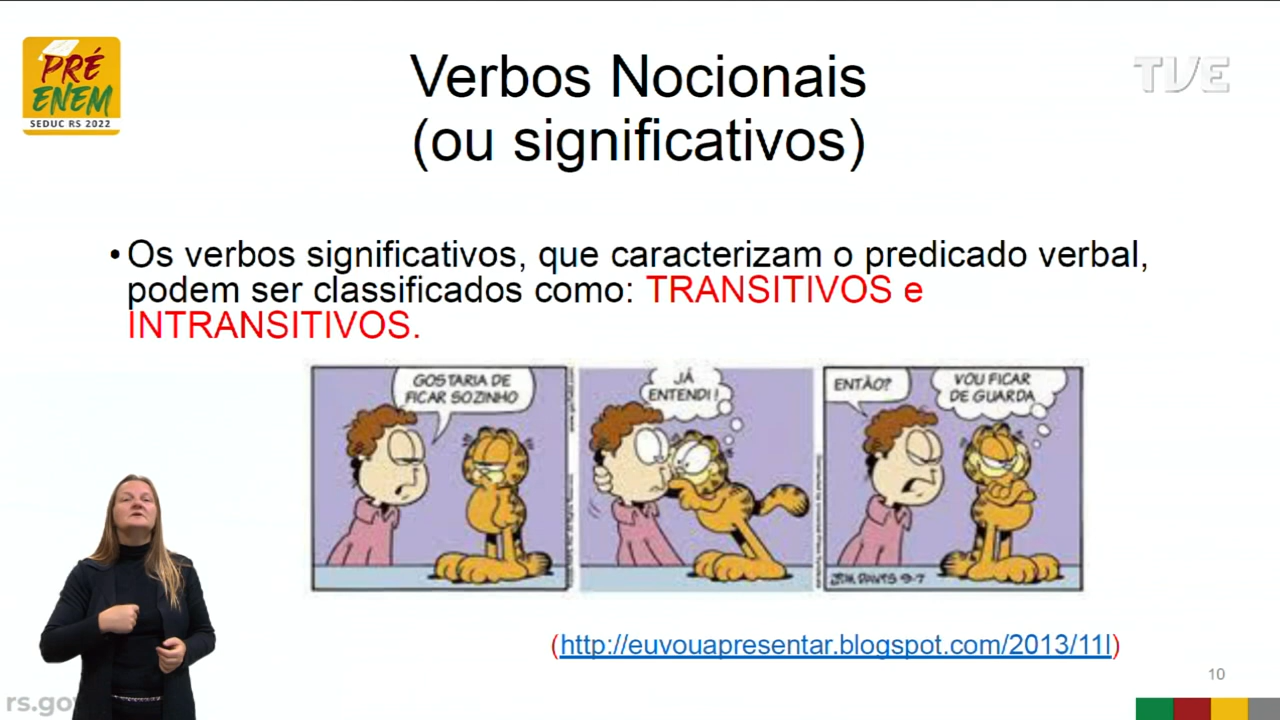 PRÉ
ENEM
SEDUC RS 2022
TVE
Verbos Nocionais
(ou significativos)
• Os verbos significativos, que caracterizam o predicado verbal,
podem ser classificados como: TRANSITIVOS e
INTRANSITIVOS.
GOSTARIA DE
FICAR SOZINHO
JÁ
ENTENDI!
ENTÃO?
VOU FICAR
DE GUARDA
JIM DAVIS 9-7
(http://euvouapresentar.blogspot.com/2013/11l)
10
rs.gov